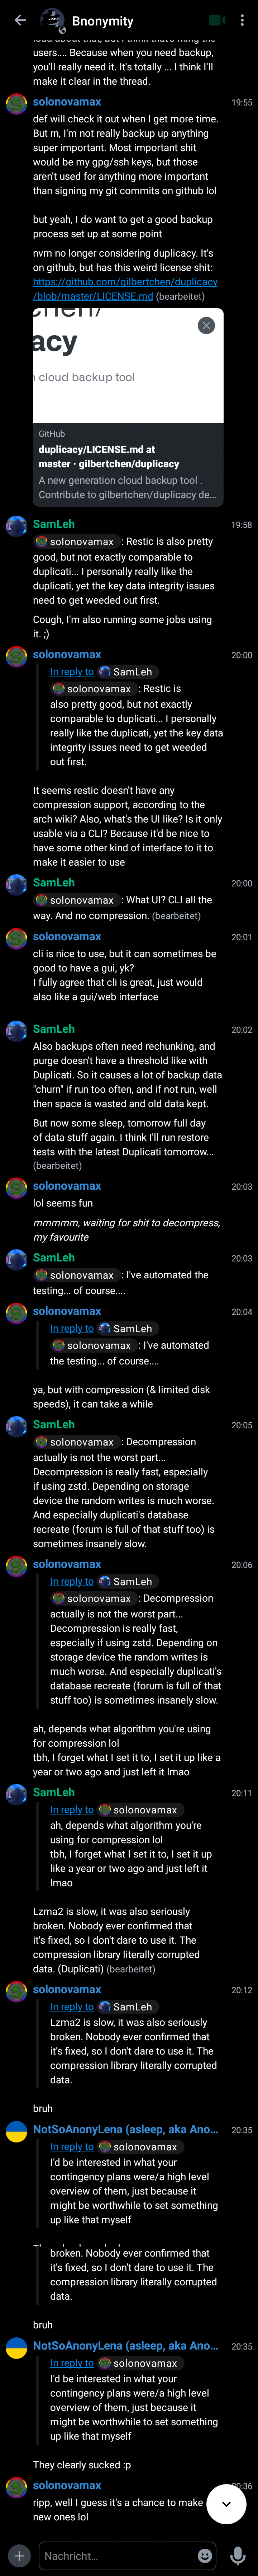 Bnonymity
users.... Because when you need backup,
you'll really need it. It's totally ... I think I'll
make it clear in the thread.
solonovamax 19:55
def will check it out when I get more time.
But rn, I'm not really backup up anything
super important. Most important shit
would be my gpg/ssh keys, but those
aren't used for anything more important
than signing my git commits on github lol
but yeah, I do want to get a good backup
process set up at some point
nvm no longer considering duplicacy. It's
on github, but has this weird license shit:
https://github.com/gilbertchen/duplicacy
/blob/master/LICENSE.md (bearbeitet)
chen/
acy
cloud backup tool
GitHub
duplicacy/LICENSE.md at
master · gilbertchen/duplicacy
A new generation cloud backup tool .
Contribute to gilbertchen/duplicacy de...
SamLeh 19:58
solonovamax : Restic is also pretty
good, but not exactly comparable to
duplicati... I personally really like the
duplicati, yet the key data integrity issues
need to get weeded out first.
Cough, I'm also running some jobs using
it. ;)
solonovamax 20:00
In reply to SamLeh
solonovamax : Restic is
also pretty good, but not exactly
comparable to duplicati... I personally
really like the duplicati, yet the key data
integrity issues need to get weeded
out first.
It seems restic doesn't have any
compression support, according to the
arch wiki? Also, what's the UI like? Is it only
usable via a CLI? Because it'd be nice to
have some other kind of interface to it to
make it easier to use
SamLeh 20:00
solonovamax : What UI? CLI all the
way. And no compression. (bearbeitet)
solonovamax 20:01
cli is nice to use, but it can sometimes be
good to have a gui, yk?
I fully agree that cli is great, just would
also like a gui/web interface
SamLeh 20:02
Also backups often need rechunking, and
purge doesn't have a threshold like with
Duplicati. So it causes a lot of backup data
"churn" if run too often, and if not run, well
then space is wasted and old data kept.
But now some sleep, tomorrow full day
of data stuff again. I think I'll run restore
tests with the latest Duplicati tomorrow...
(bearbeitet)
solonovamax 20:03
lol seems fun
mmmmm, waiting for shit to decompress,
my favourite
SamLeh 20:03
solonovamax : I've automated the
testing... of course....
solonovamax 20:04
In reply to SamLeh
solonovamax : I've automated
the testing... of course....
ya, but with compression (& limited disk
speeds), it can take a while
SamLeh 20:05
solonovamax : Decompression
actually is not the worst part...
Decompression is really fast, especially
if using zstd. Depending on storage
device the random writes is much worse.
And especially duplicati's database
recreate (forum is full of that stuff too) is
sometimes insanely slow.
solonovamax 20:06
In reply to SamLeh
solonovamax : Decompression
actually is not the worst part...
Decompression is really fast,
especially if using zstd. Depending on
storage device the random writes is
much worse. And especially duplicati's
database recreate (forum is full of that
stuff too) is sometimes insanely slow.
ah, depends what algorithm you're using
for compression lol
tbh, I forget what I set it to, I set it up like a
year or two ago and just left it lmao
SamLeh 20:11
In reply to solonovamax
ah, depends what algorithm you're
using for compression lol
tbh, I forget what I set it to, I set it up
like a year or two ago and just left it
lmao
Lzma2 is slow, it was also seriously
broken. Nobody ever confirmed that
it's fixed, so I don't dare to use it. The
compression library literally corrupted
data. (Duplicati) (bearbeitet)
solonovamax 20:12
In reply to SamLeh
Lzma2 is slow, it was also seriously
broken. Nobody ever confirmed that
it's fixed, so I don't dare to use it. The
compression library literally corrupted
data.
bruh
NotSoAnonyLena (asleep, aka Ano... 20:35
In reply to solonovamax
I'd be interested in what your
contingency plans were/a high level
overview of them, just because it
might be worthwhile to set something
up like that myself
broken. Nobody ever confirmed that
it's fixed, so I don't dare to use it. The
compression library literally corrupted
data.
bruh
NotSoAnonyLena (asleep, aka Ano... 20:35
In reply to solonovamax
I'd be interested in what your
contingency plans were/a high level
overview of them, just because it
might be worthwhile to set something
up like that myself
They clearly sucked :p
solonovamax 20:36
ripp, well I guess it's a chance to make
new ones lol
Nachricht...